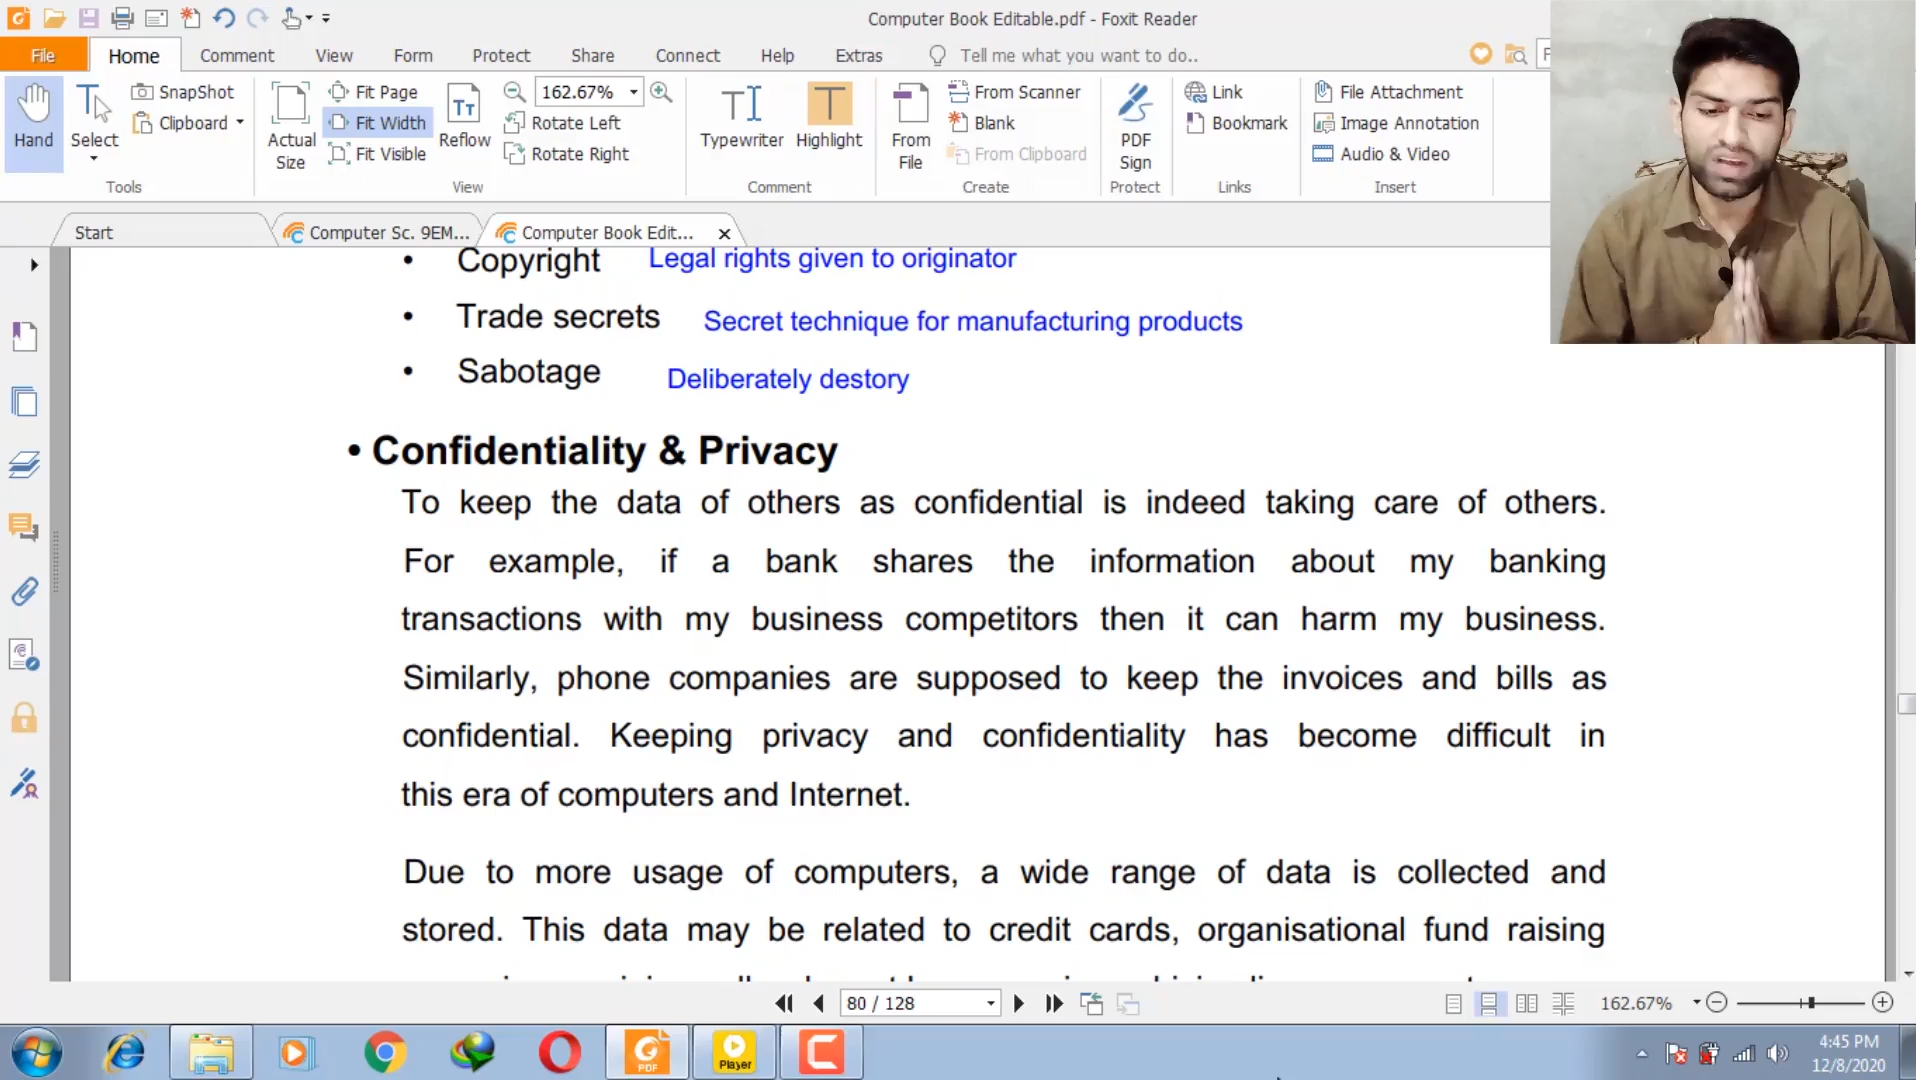 Computer Book Editable.pdf - Foxit Reader
File Home Comment View Form Protect Share Connect Help Extras Tell me what you want to do..
Hand
Select
SnapShot
Clipboard
Tools
Actual Size
Fit Page
Fit Width
Fit Visible
Reflow
162.67%
Rotate Left
Rotate Right
View
Typewriter
Highlight
Comment
From File
From Scanner
Blank
From Clipboard
Create
PDF Sign
Protect
Link
Bookmark
Links
File Attachment
Image Annotation
Audio & Video
Insert
Start Computer Sc. 9EM... Computer Book Edit...
• Copyright Legal rights given to originator
• Trade secrets Secret technique for manufacturing products
• Sabotage Deliberately destory
• Confidentiality & Privacy
To keep the data of others as confidential is indeed taking care of others.
For example, if a bank shares the information about my banking
transactions with my business competitors then it can harm my business.
Similarly, phone companies are supposed to keep the invoices and bills as
confidential. Keeping privacy and confidentiality has become difficult in
this era of computers and Internet.
Due to more usage of computers, a wide range of data is collected and
stored. This data may be related to credit cards, organisational fund raising
80 / 128
162.67%
PDF
Player
4:45 PM
12/8/2020